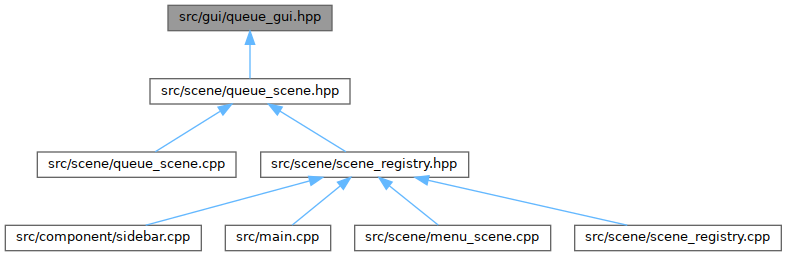 src/gui/queue_gui.hpp
src/scene/queue_scene.hpp
src/scene/queue_scene.cpp
src/scene/scene_registry.hpp
src/component/sidebar.cpp
src/main.cpp
src/scene/menu_scene.cpp
src/scene/scene_registry.cpp